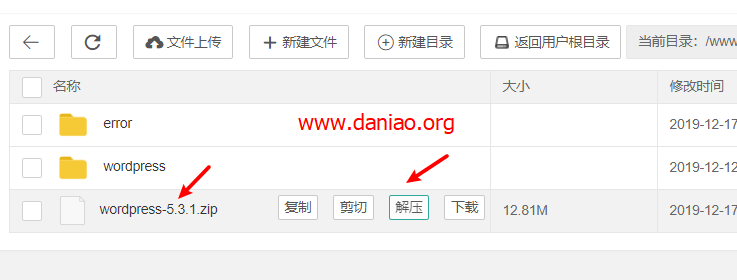 文件上传 新建文件 新建目录 返回用户根目录 当前目录：/www
名称 大小 修改时间
error 2019-12-17
www.daniao.org
wordpress 2019-12-12
wordpress-5.3.1.zip 复制 剪切 解压 下载 12.81M 2019-12-17